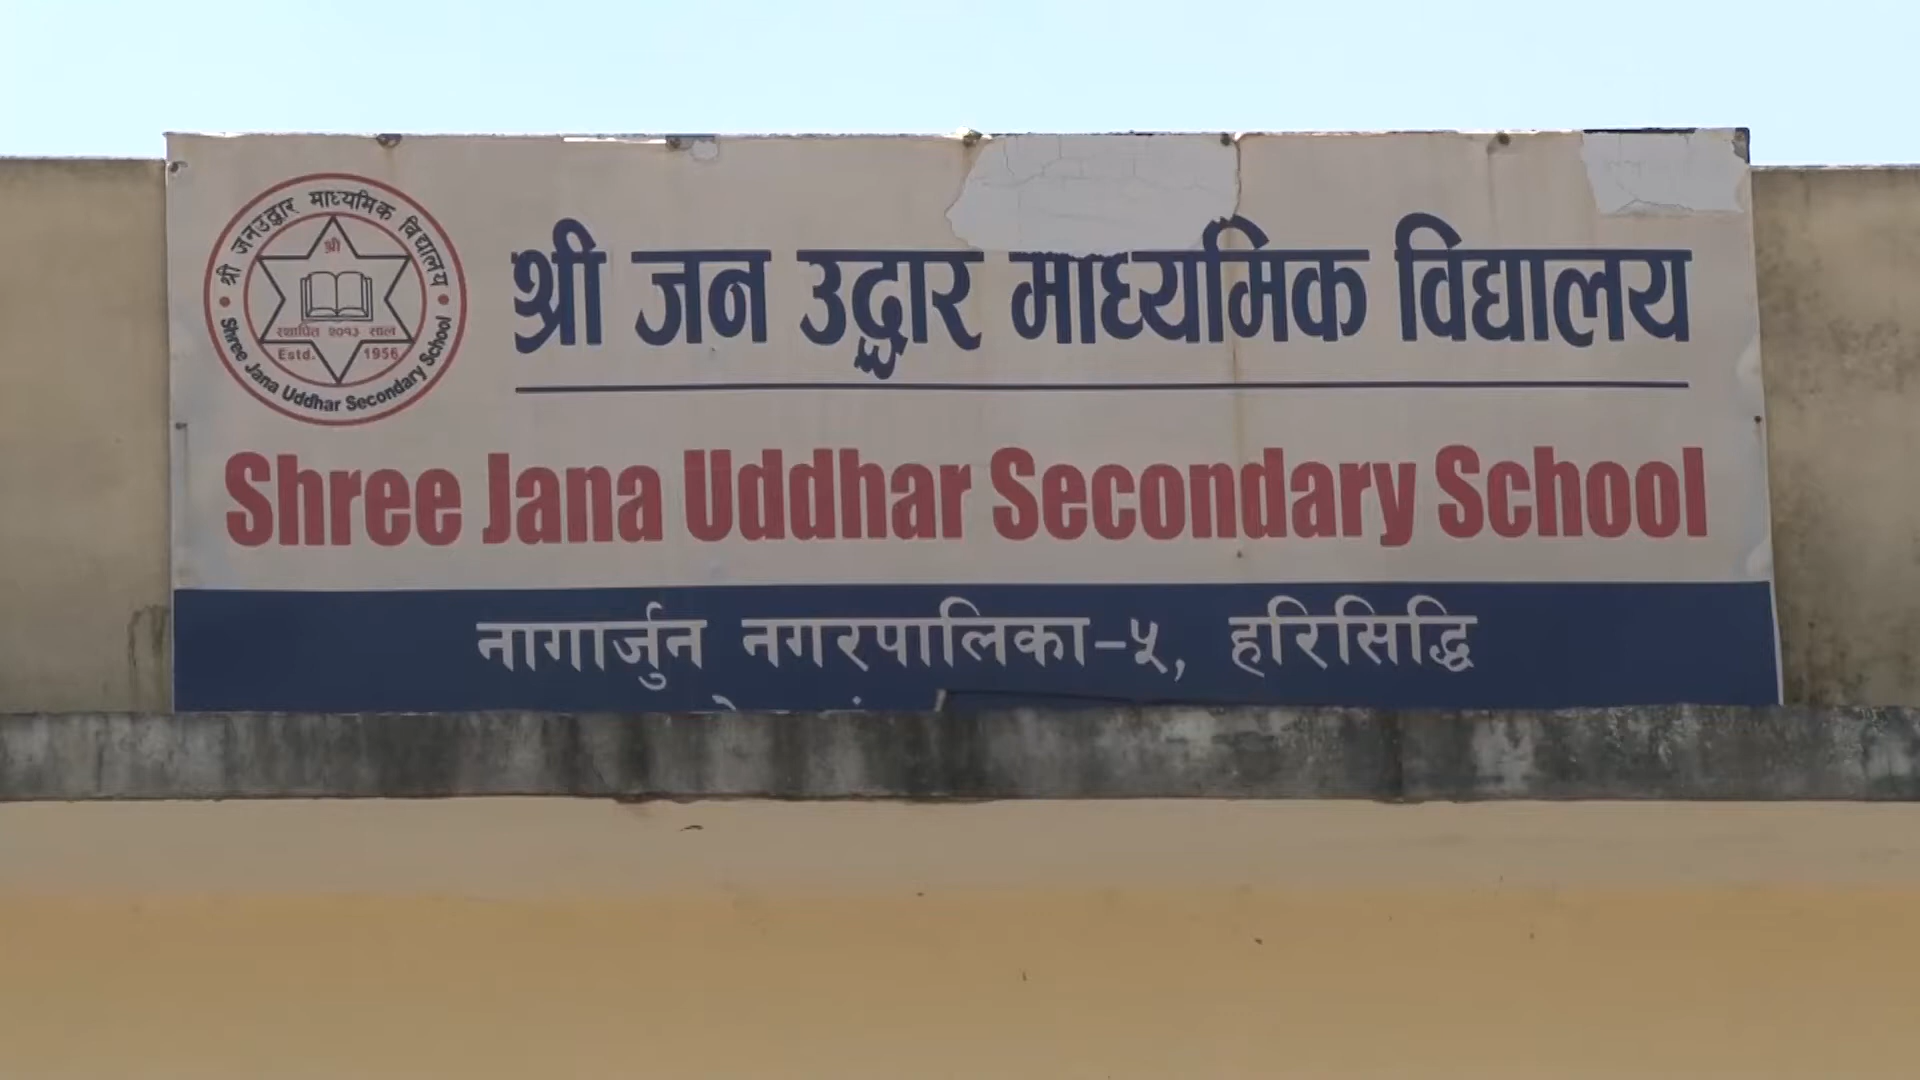 श्री जनउद्धार माध्यमिक विद्यालय
श्री
स्थापित २०१३ साल
Estd. 1956
Shree Jana Uddhar Secondary School
श्री जन उद्धार माध्यमिक विद्यालय
Shree Jana Uddhar Secondary School
नागार्जुन नगरपालिका-५, हरिसिद्धि